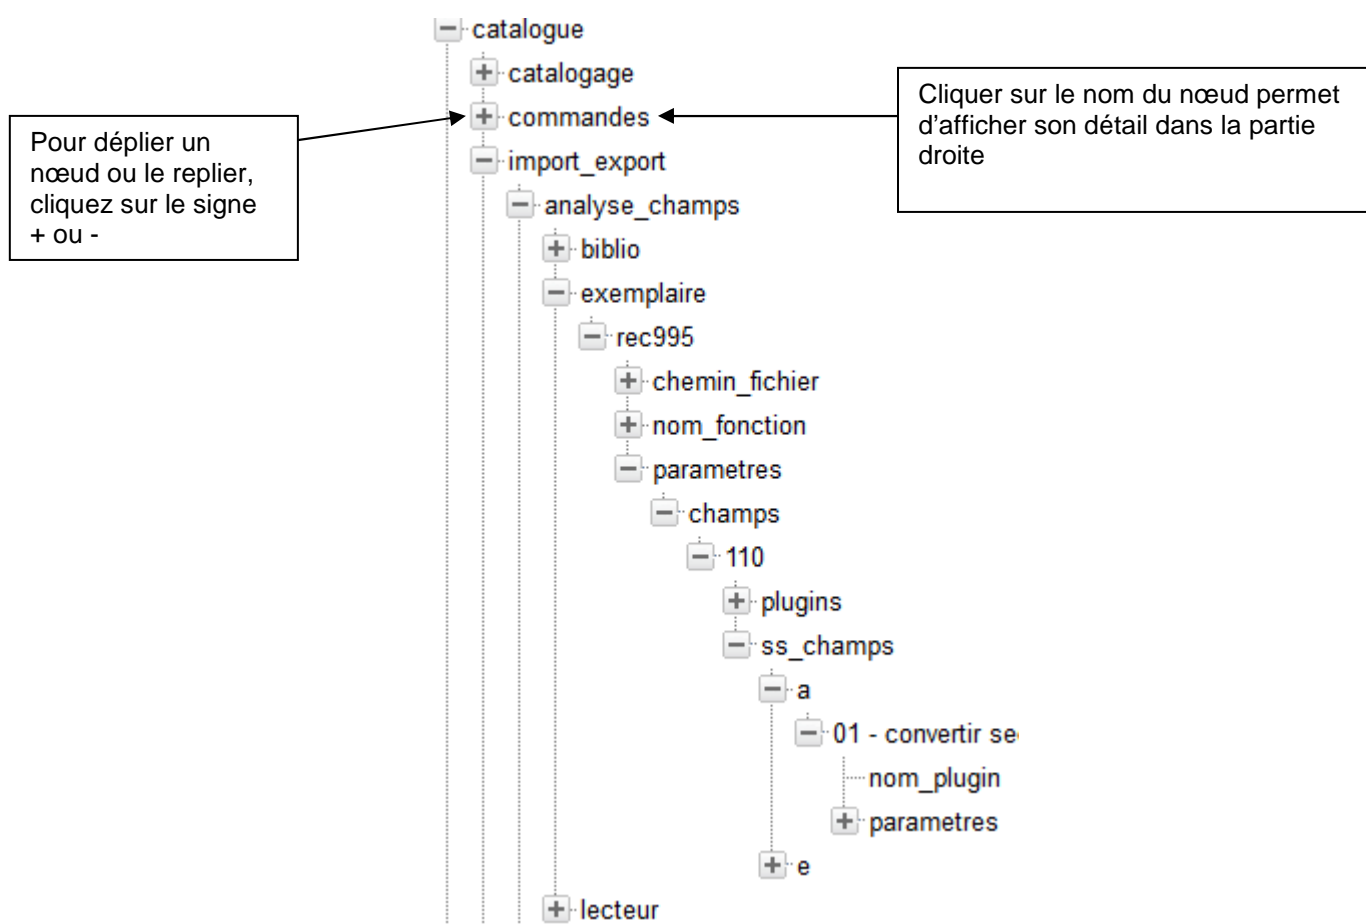 catalogue
catalogage
commandes
Cliquer sur le nom du nœud permet
d'afficher son détail dans la partie
droite
Pour déplier un
nœud ou le replier,
cliquez sur le signe
+ ou -
import_export
analyse_champs
biblio
exemplaire
rec995
chemin_fichier
nom_fonction
parametres
champs
110
plugins
ss_champs
a
01 - convertir se
nom_plugin
parametres
e
lecteur